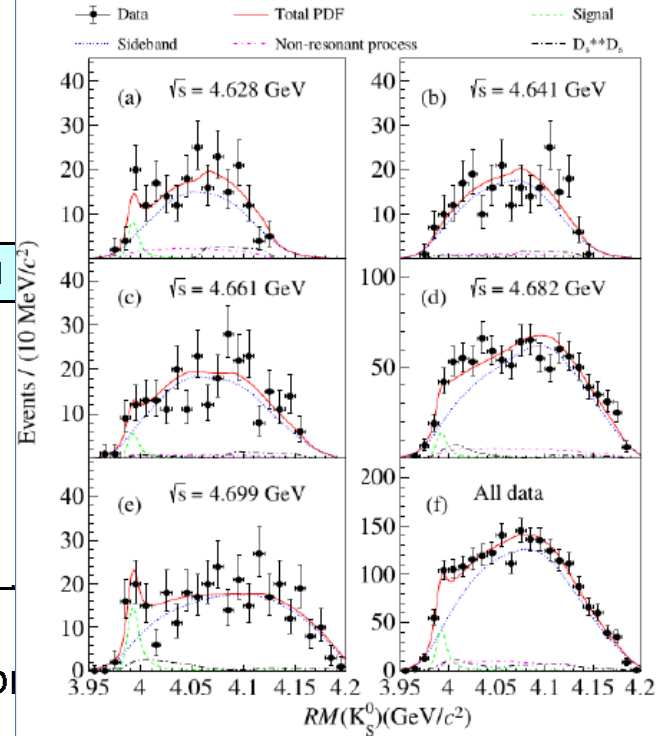 Data Total PDF Signal
Sideband Non-resonant process Dₛ**Dₛ
Events / (10 MeV/c²)
(a) √s = 4.628 GeV
40
30
20
10
(b) √s = 4.641 GeV
40
30
20
10
(c) √s = 4.661 GeV
40
30
20
10
(d) √s = 4.682 GeV
100
50
(e) √s = 4.699 GeV
40
30
20
10
0
(f) All data
200
150
100
50
0
3.95 4 4.05 4.1 4.15 4.2
3.95 4 4.05 4.1 4.15 4.2
RM(K⁰_S)(GeV/c²)